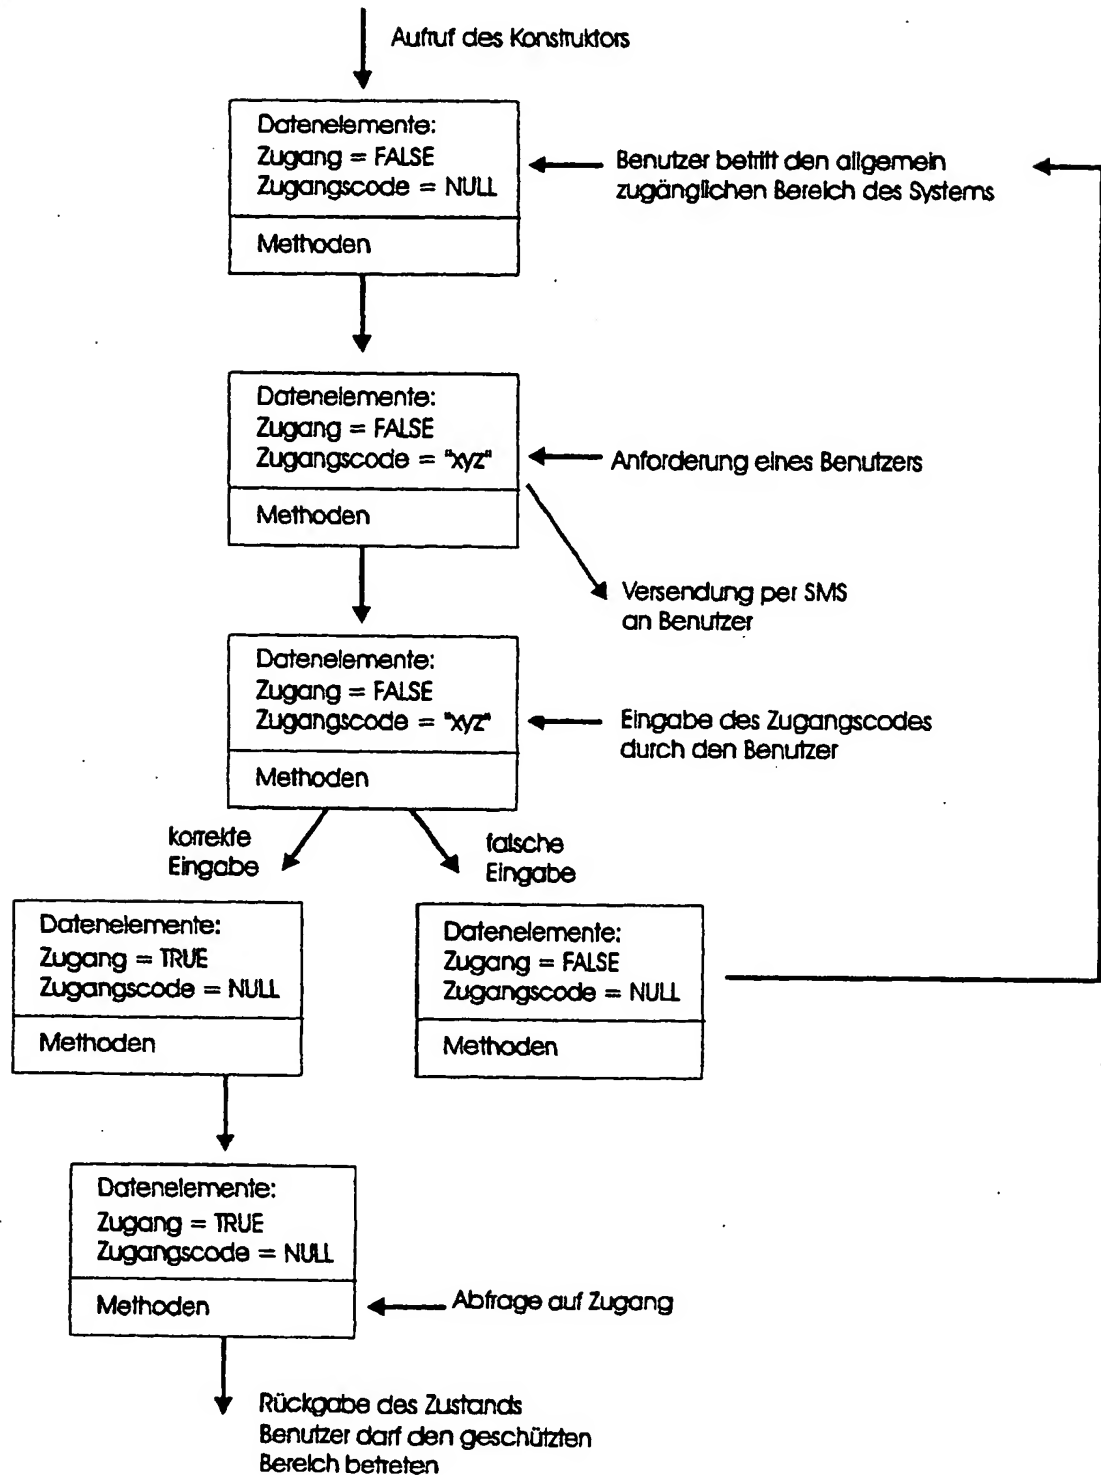 Aufruf des Konstruktors
Datenelemente:
Zugang = FALSE
Zugangscode = NULL
Methoden
Benutzer betritt den allgemein
zugänglichen Bereich des Systems
Datenelemente:
Zugang = FALSE
Zugangscode = "xyz"
Methoden
Anforderung eines Benutzers
Versendung per SMS
an Benutzer
Datenelemente:
Zugang = FALSE
Zugangscode = "xyz"
Methoden
Eingabe des Zugangscodes
durch den Benutzer
korrekte
Eingabe
falsche
Eingabe
Datenelemente:
Zugang = TRUE
Zugangscode = NULL
Methoden
Datenelemente:
Zugang = FALSE
Zugangscode = NULL
Methoden
Datenelemente:
Zugang = TRUE
Zugangscode = NULL
Methoden
Abfrage auf Zugang
Rückgabe des Zustands
Benutzer darf den geschützten
Bereich betreten